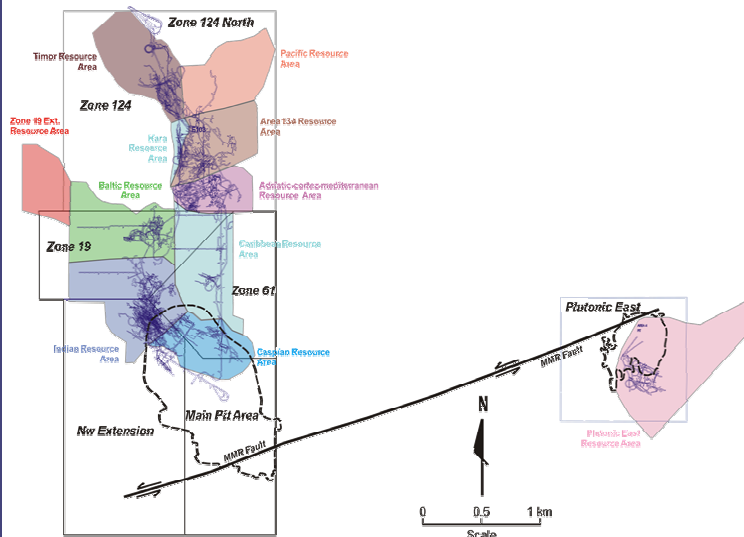 Zone 124 North
Timor Resource
Area
Pacific Resource
Area
Zone 124
Zone 19 Ext.
Resource Area
Area 134 Resource
Area
Kara
Resource
Area
Baltic Resource
Area
Adriatic-cortez-mediterranean
Resource Area
Zone 19
Caribbean Resource
Area
Zone 61
Plutonic East
Indian Resource
Area
Caspian Resource
Area
MMR Fault
Main Pit Area
N
Nw Extension
Plutonic East
Resource Area
MMR Fault
0 0.5 1 km
Scale